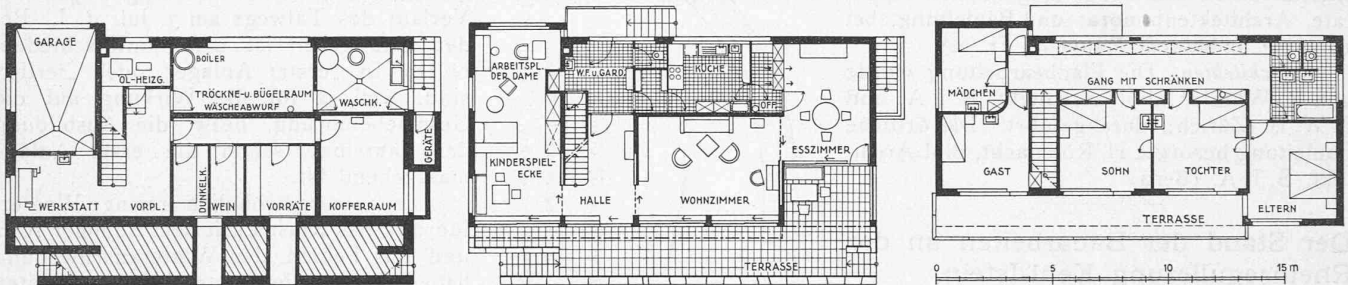 GARAGE
ÖL-HEIZG.
BOILER
TRÖCKNE-u. BÜGELRAUM
WÄSCHEABWURF
WASCHK.
GERÄTE
WERKSTATT
VORPL.
DUNKELK.
WEIN
VORRÄTE
KOFFERRAUM
ARBEITSPL.
DER DAME
W.F. u. GARD.
KÜCHE
OFF.
KINDERSPIEL-
ECKE
HALLE
WOHNZIMMER
ESSZIMMER
TERRASSE
MÄDCHEN
GANG MIT SCHRÄNKEN
GAST
SOHN
TOCHTER
ELTERN
TERRASSE
0 5 10 15 m